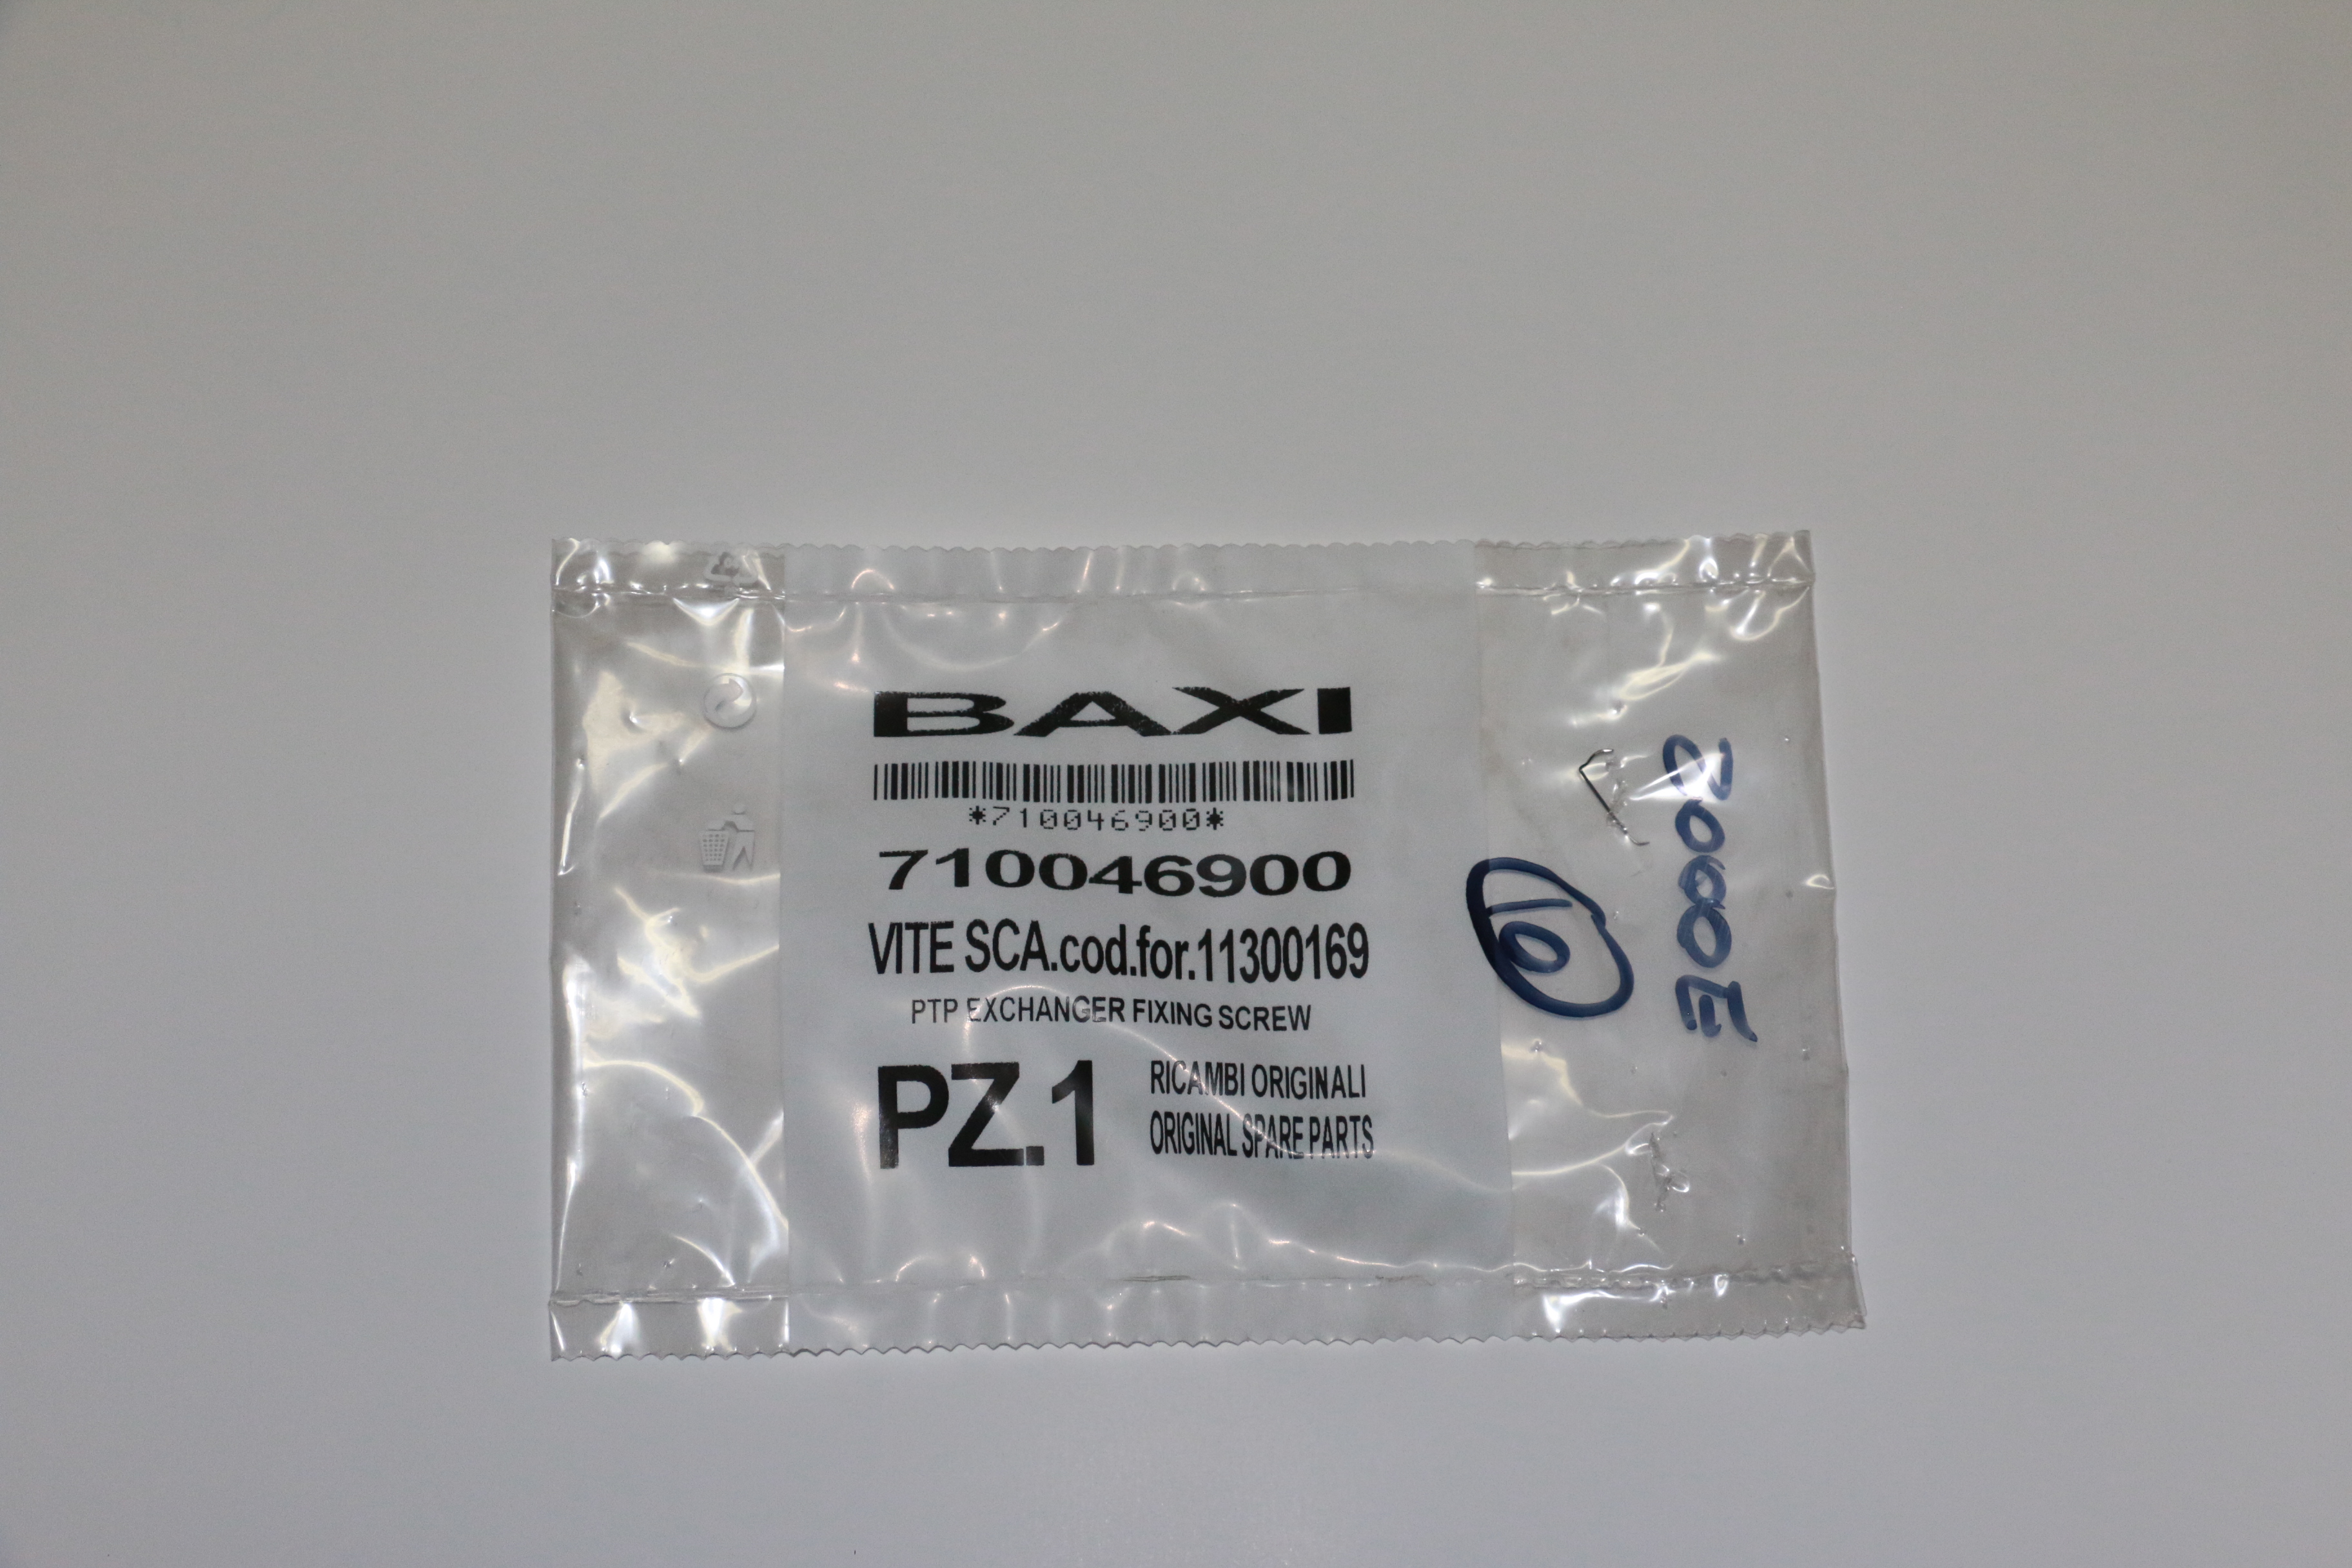 BAXI
*710046900*
710046900
VITE SCA.cod.for.11300169
PTP EXCHANGER FIXING SCREW
PZ.1
RICAMBI ORIGINALI
ORIGINAL SPARE PARTS
10
2000E